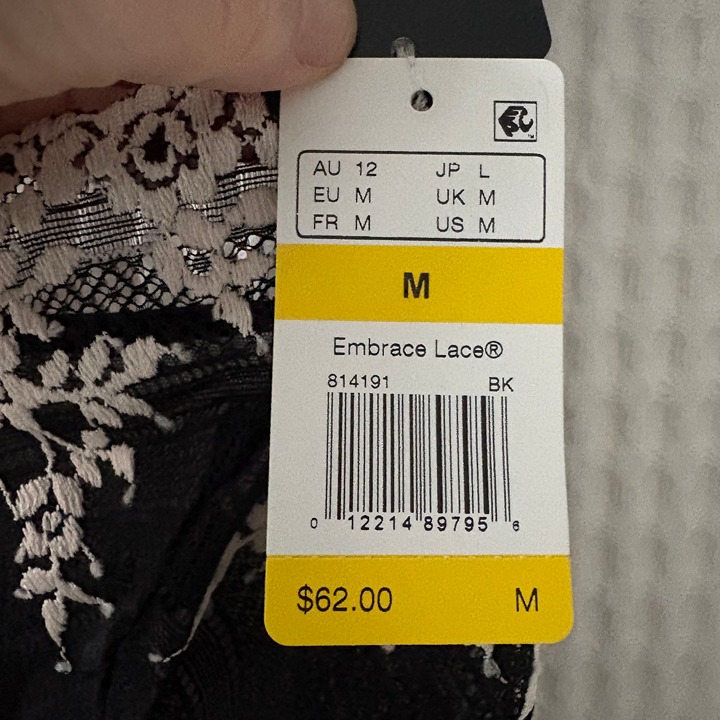 AU 12 JP L
EU M UK M
FR M US M
M
Embrace Lace®
814191 BK
0 12214 89795 6
$62.00 M